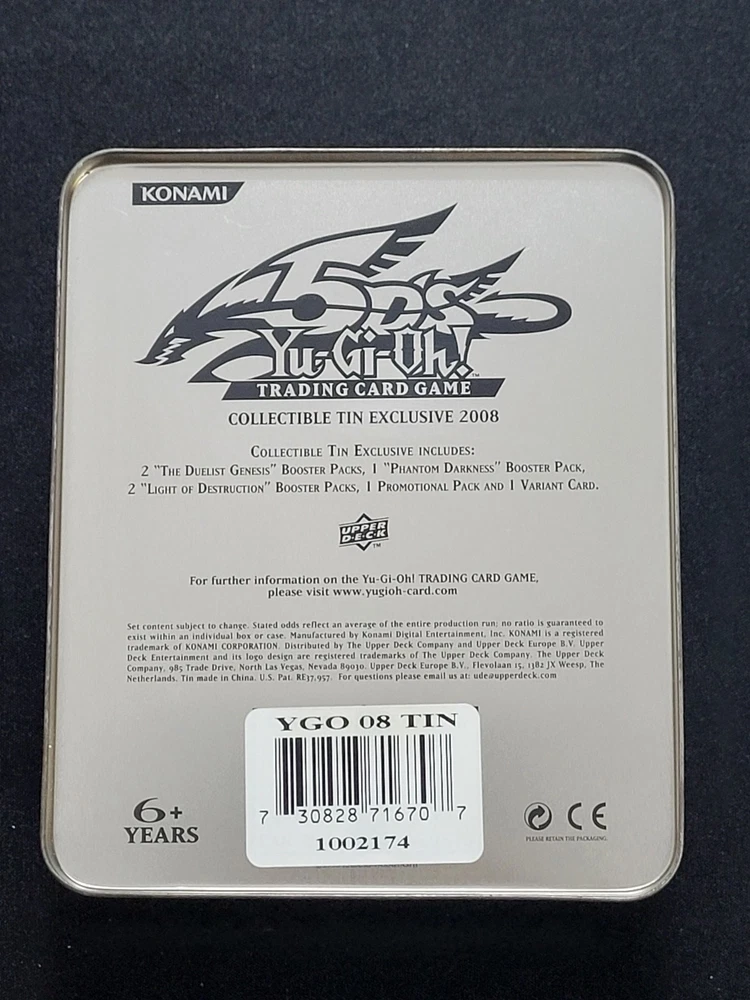 KONAMI
5D's
Yu-Gi-Oh!
TRADING CARD GAME
COLLECTIBLE TIN EXCLUSIVE 2008
COLLECTIBLE TIN EXCLUSIVE INCLUDES:
2 "THE DUELIST GENESIS" BOOSTER PACKS, 1 "PHANTOM DARKNESS" BOOSTER PACK,
2 "LIGHT OF DESTRUCTION" BOOSTER PACKS, 1 PROMOTIONAL PACK AND 1 VARIANT CARD.
UPPER
D·E·C·K
TM
For further information on the Yu-Gi-Oh! TRADING CARD GAME,
please visit www.yugioh-card.com
Set content subject to change. Stated odds reflect an average of the entire production run; no ratio is guaranteed to
exist within an individual box or case. Manufactured by Konami Digital Entertainment, Inc. KONAMI is a registered
trademark of KONAMI CORPORATION. Distributed by The Upper Deck Company and Upper Deck Europe B.V. Upper
Deck Entertainment and its logo design are registered trademarks of The Upper Deck Company. The Upper Deck
Company, 985 Trade Drive, North Las Vegas, Nevada 89030. Upper Deck Europe B.V., Flevolaan 15, 1382 JX Weesp, The
Netherlands. Tin made in China. U.S. Pat. RE37,957. For questions please email us at: ude@upperdeck.com
YGO 08 TIN
7 30828 71670 7
1002174
6+
YEARS
CE
PLEASE RETAIN THE PACKAGING.